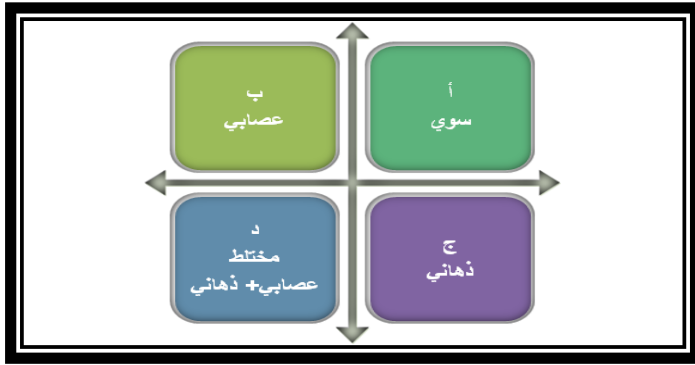 أ
سوي
ب
عصابي
ج
ذهاني
د
مختلط
عصابي+ ذهاني